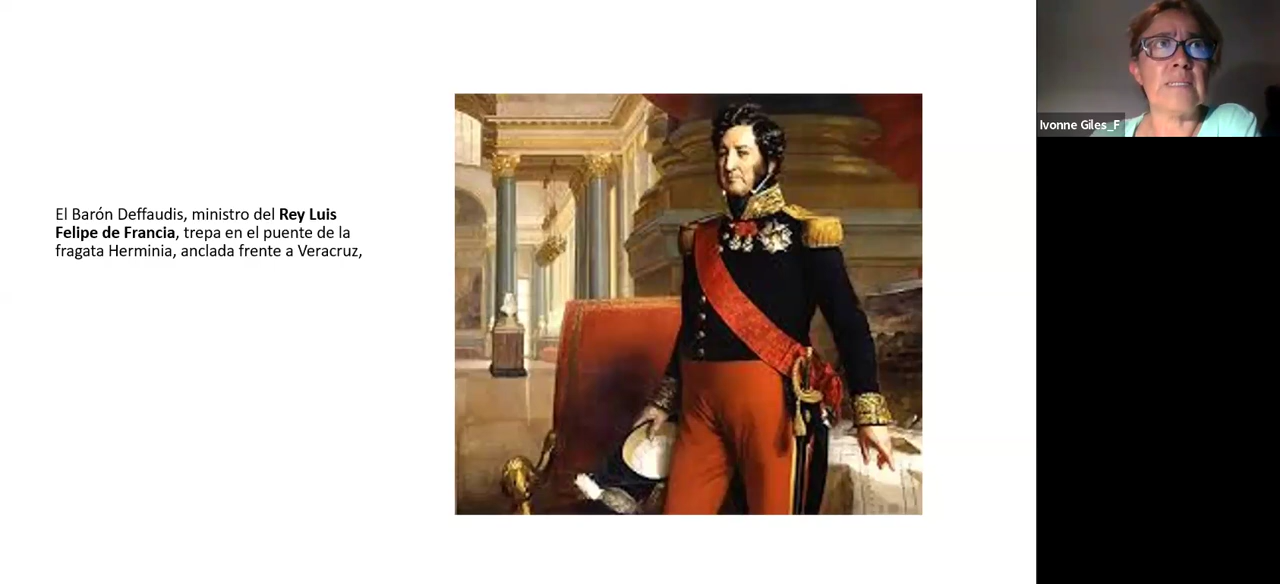 El Barón Deffaudis, ministro del Rey Luis
Felipe de Francia, trepa en el puente de la
fragata Herminia, anclada frente a Veracruz,
Ivonne Giles_F